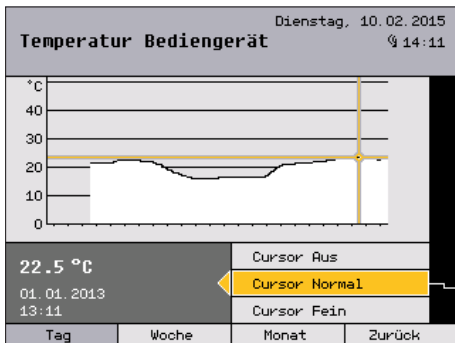 Dienstag, 10.02.2015
Temperatur Bediengerät
14:11
°C
40
30
20
10
0
22.5 °C
01.01.2013
13:11
Cursor Aus
Cursor Normal
Cursor Fein
Tag Woche Monat Zurück